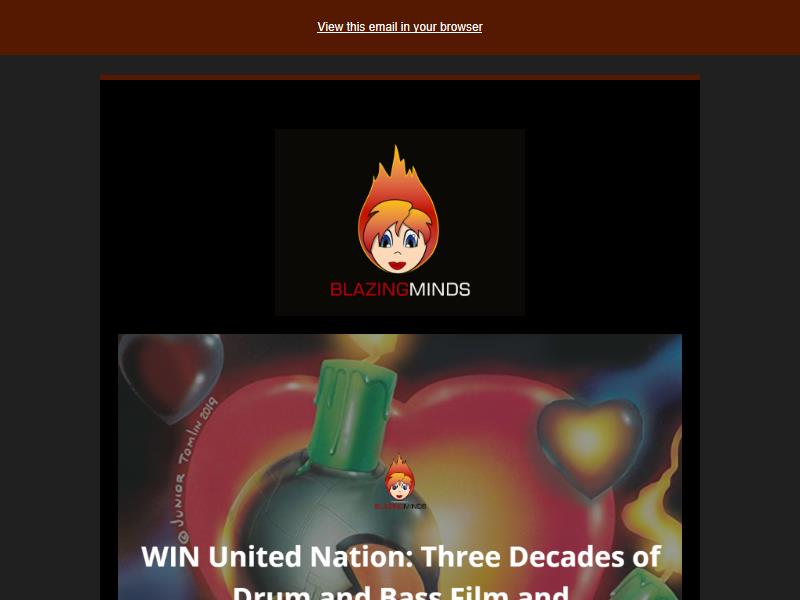 View this email in your browser
BLAZINGMINDS
© JUNIOR TOMLIN 2019
BLAZINGMINDS
WIN United Nation: Three Decades of
Drum and Bass Film and